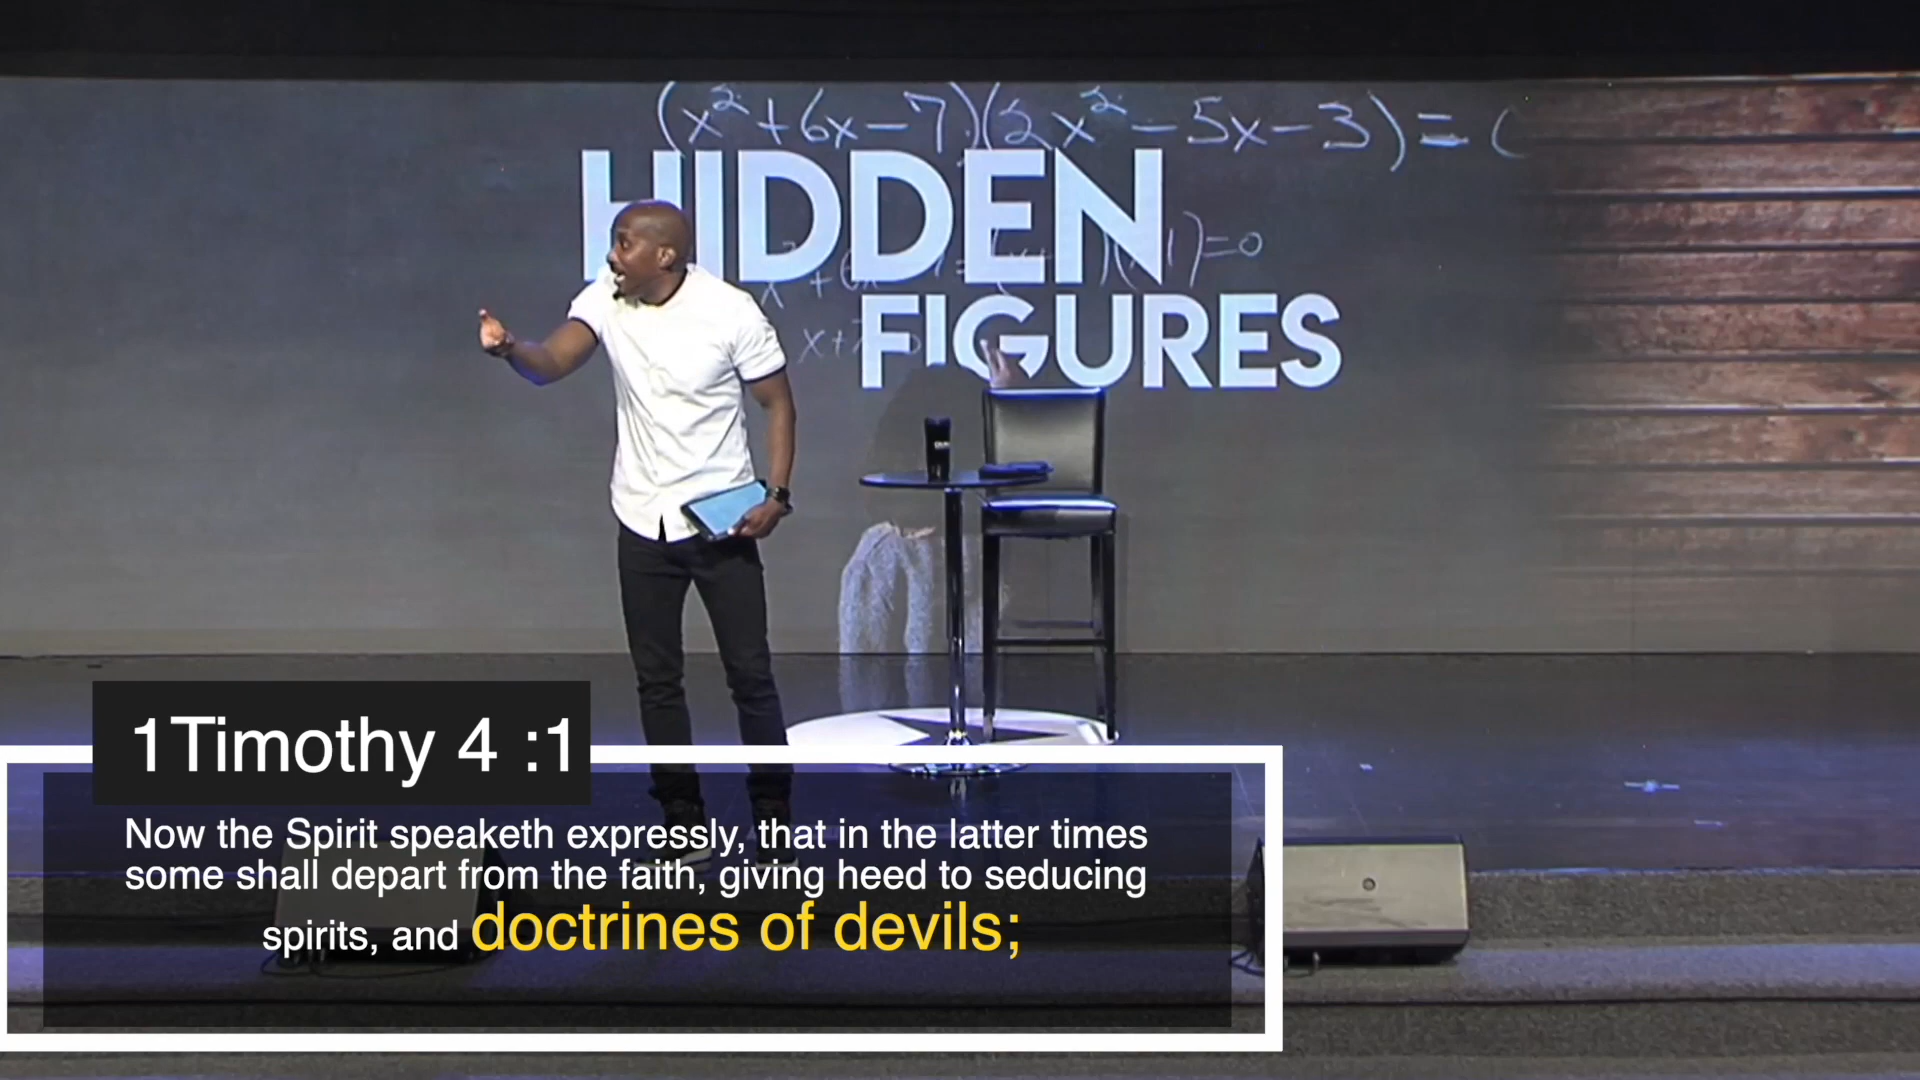 (x²+6x-7)(2x²-5x-3)=(
HIDDEN
FIGURES
1Timothy 4 :1
Now the Spirit speaketh expressly, that in the latter times
some shall depart from the faith, giving heed to seducing
spirits, and doctrines of devils;